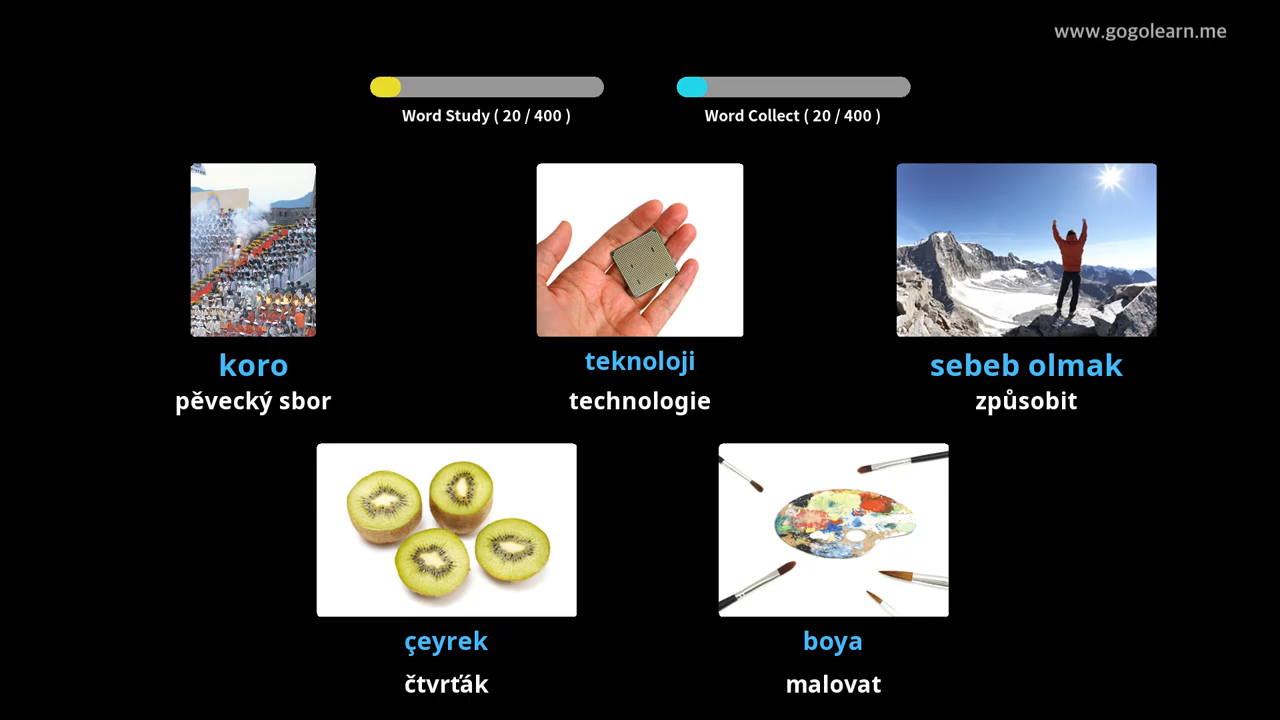 www.gogolearn.me
Word Study ( 20 / 400 )
Word Collect ( 20 / 400 )
koro
pěvecký sbor
teknoloji
technologie
sebeb olmak
způsobit
çeyrek
čtvrťák
boya
malovat